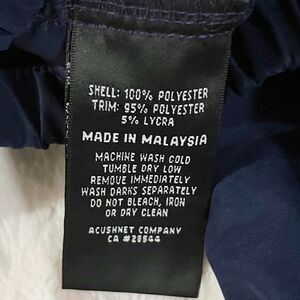 SHELL: 100% POLYESTER
TRIM: 95% POLYESTER
5% LYCRA
MADE IN MALAYSIA
MACHINE WASH COLD
TUMBLE DRY LOW
REMOVE IMMEDIATELY
WASH DARKS SEPARATELY
DO NOT BLEACH, IRON
OR DRY CLEAN
ACUSHNET COMPANY
CA #28544